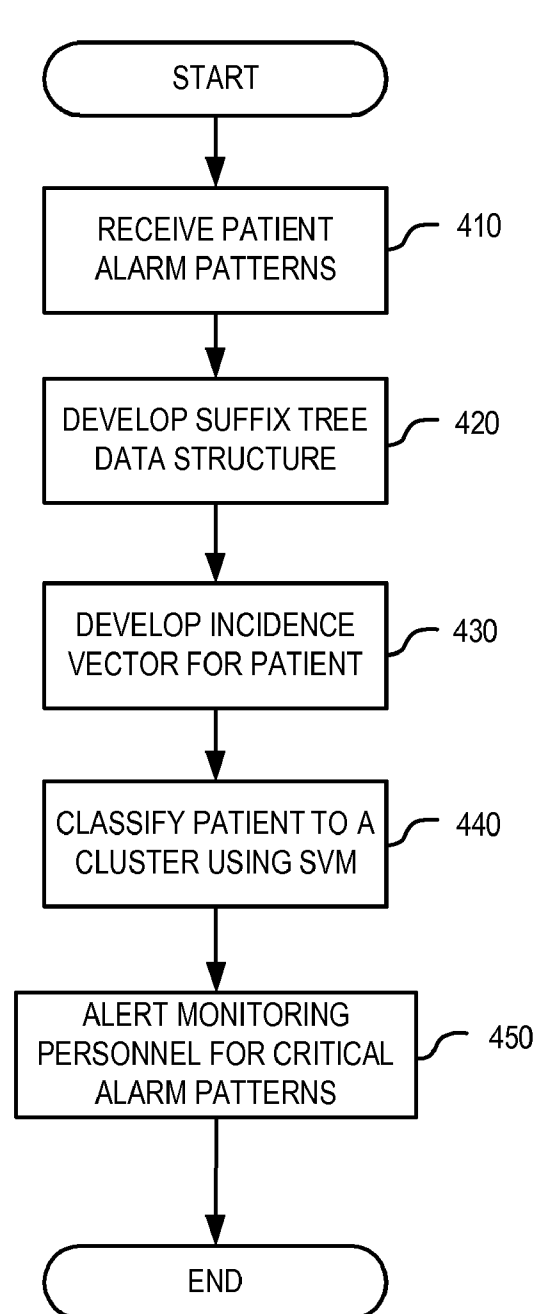 START
RECEIVE PATIENT
ALARM PATTERNS
410
DEVELOP SUFFIX TREE
DATA STRUCTURE
420
DEVELOP INCIDENCE
VECTOR FOR PATIENT
430
CLASSIFY PATIENT TO A
CLUSTER USING SVM
440
ALERT MONITORING
PERSONNEL FOR CRITICAL
ALARM PATTERNS
450
END